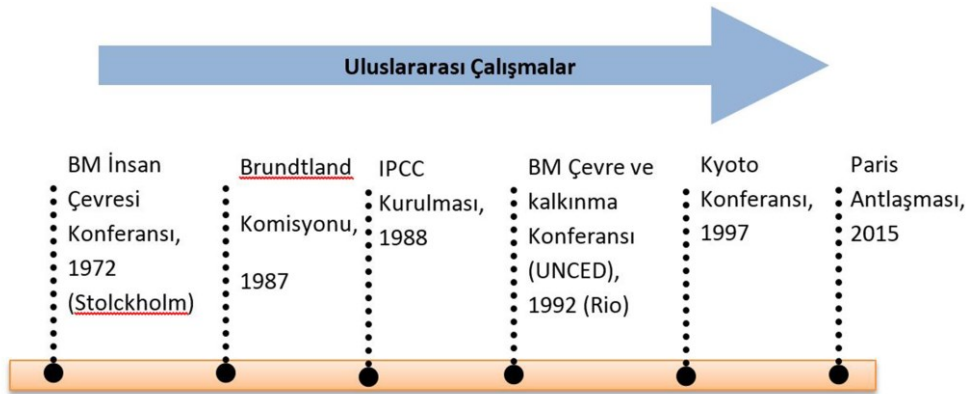 Uluslararası Çalışmalar
BM İnsan
Çevresi
Konferansı,
1972
(Stolckholm)
Brundtland
Komisyonu,
1987
IPCC
Kurulması,
1988
BM Çevre ve
kalkınma
Konferansı
(UNCED),
1992 (Rio)
Kyoto
Konferansı,
1997
Paris
Antlaşması,
2015